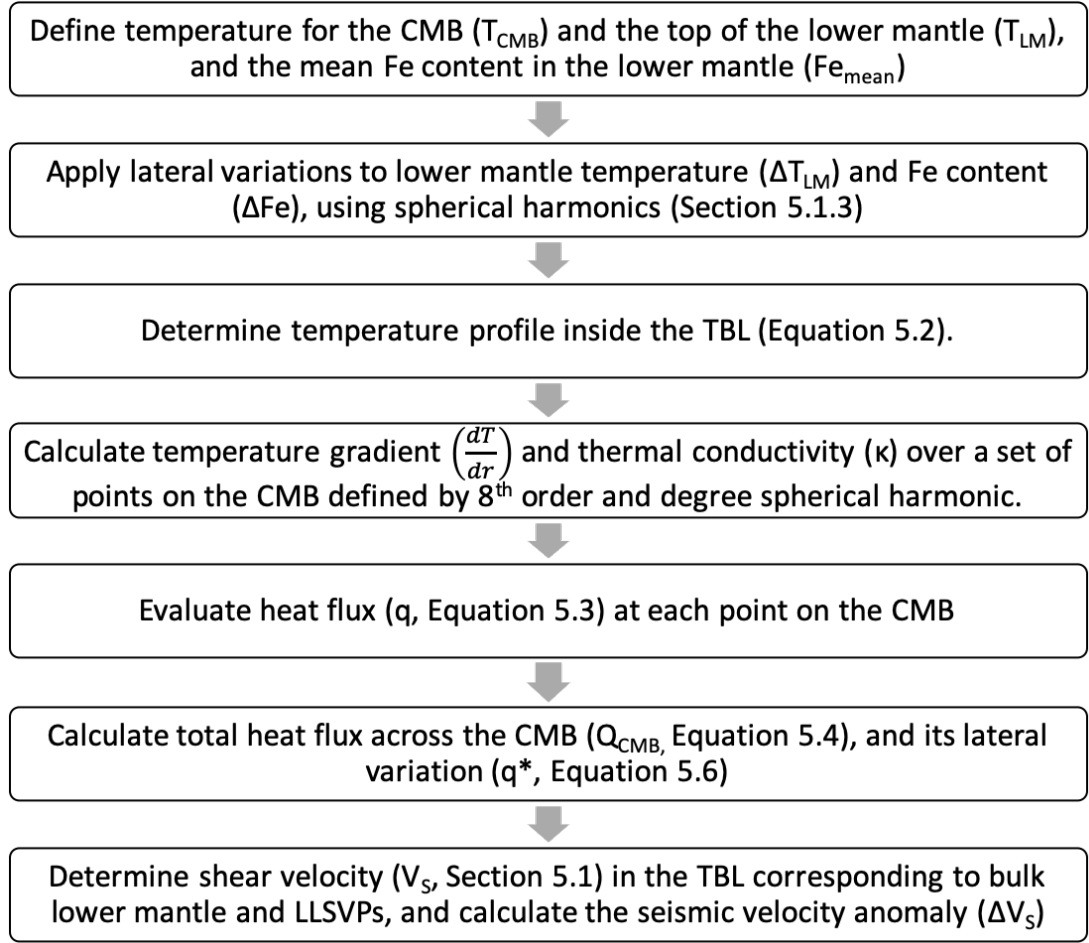 Define temperature for the CMB (T_CMB) and the top of the lower mantle (T_LM),
and the mean Fe content in the lower mantle (Fe_mean)
Apply lateral variations to lower mantle temperature (ΔT_LM) and Fe content
(ΔFe), using spherical harmonics (Section 5.1.3)
Determine temperature profile inside the TBL (Equation 5.2).
Calculate temperature gradient (dT/dr) and thermal conductivity (κ) over a set of
points on the CMB defined by 8th order and degree spherical harmonic.
Evaluate heat flux (q, Equation 5.3) at each point on the CMB
Calculate total heat flux across the CMB (Q_CMB, Equation 5.4), and its lateral
variation (q*, Equation 5.6)
Determine shear velocity (V_S, Section 5.1) in the TBL corresponding to bulk
lower mantle and LLSVPs, and calculate the seismic velocity anomaly (ΔV_S)